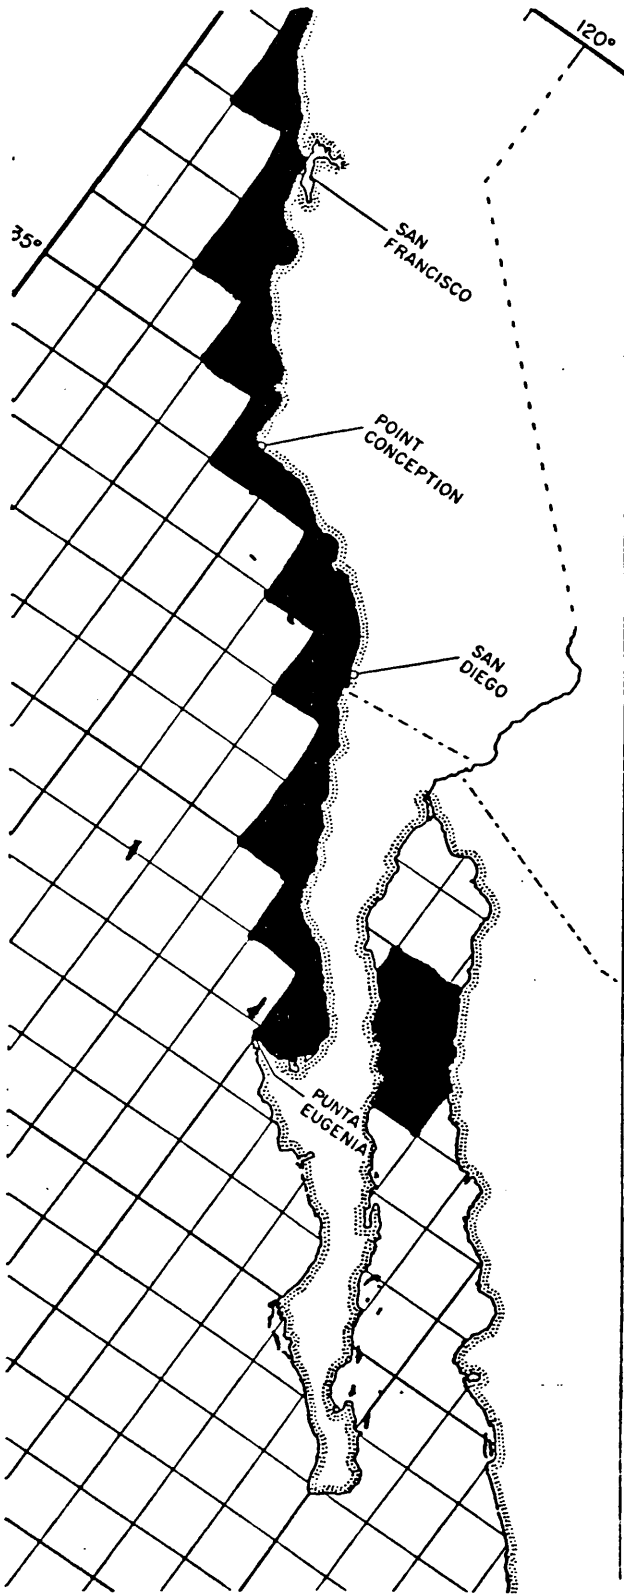 120°
35°
SAN
FRANCISCO
POINT
CONCEPTION
SAN
DIEGO
PUNTA
EUGENIA